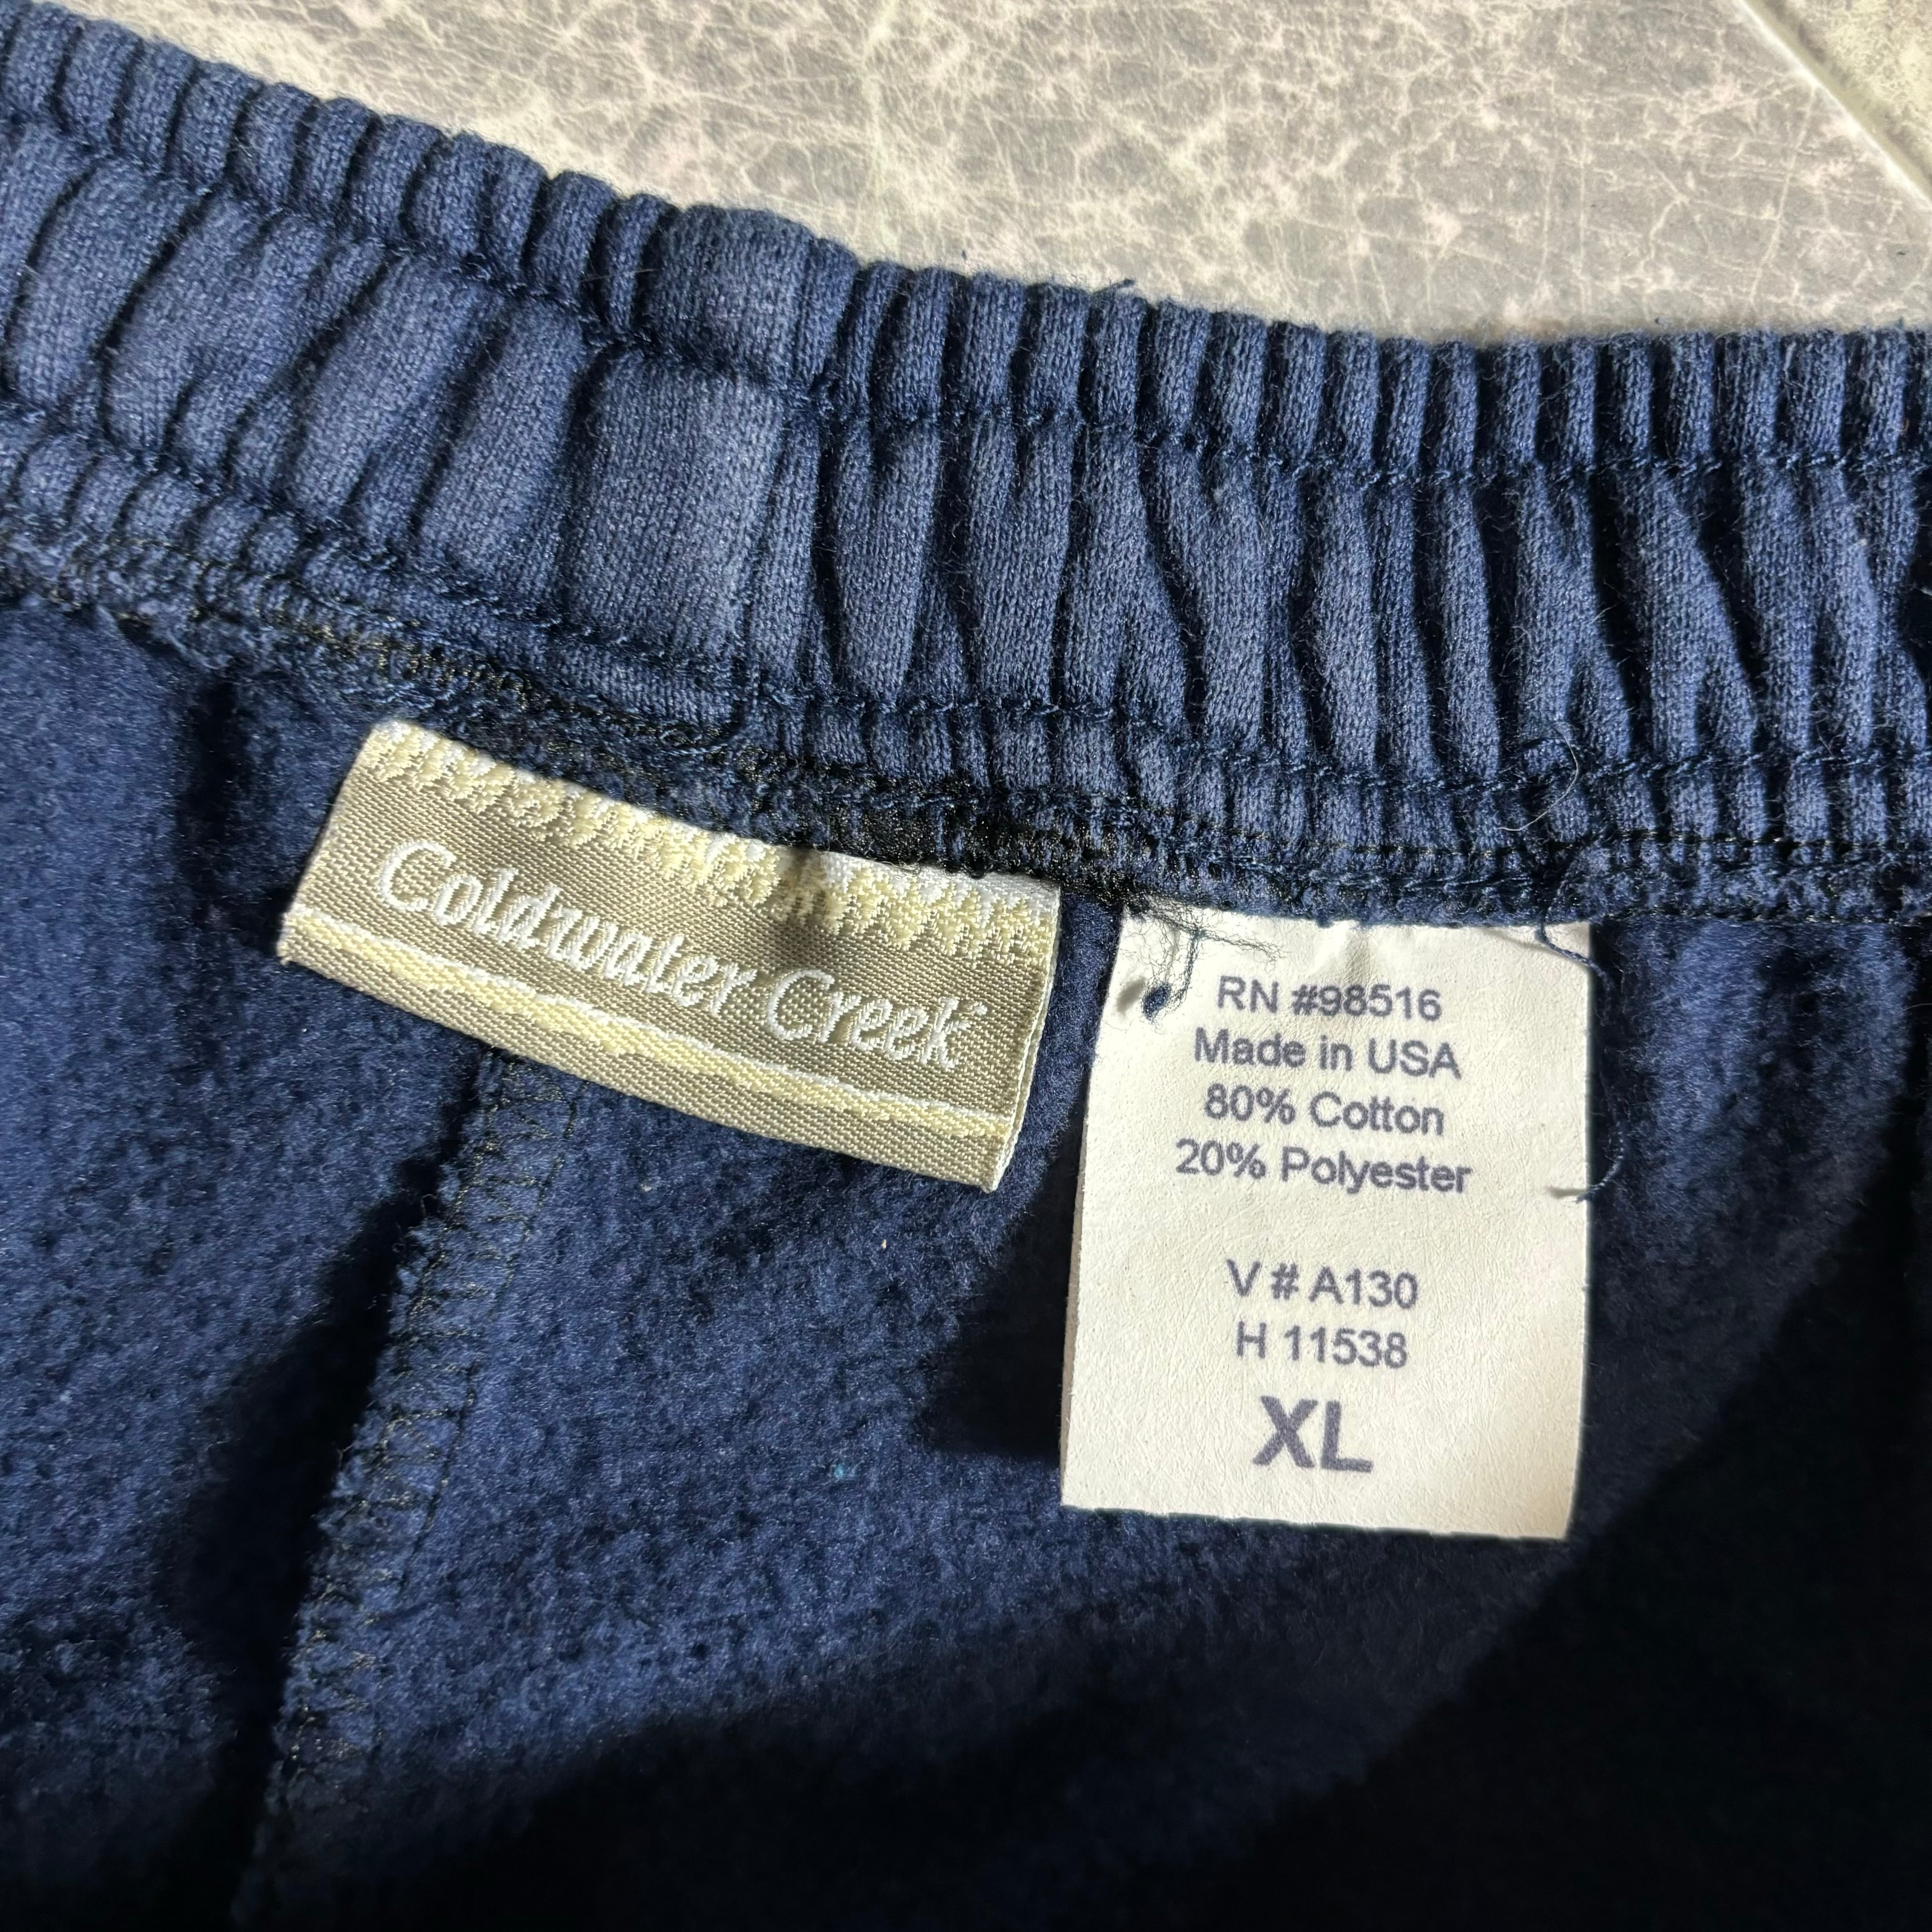 Coldwater Creek
RN #98516
Made in USA
80% Cotton
20% Polyester
V # A130
H 11538
XL